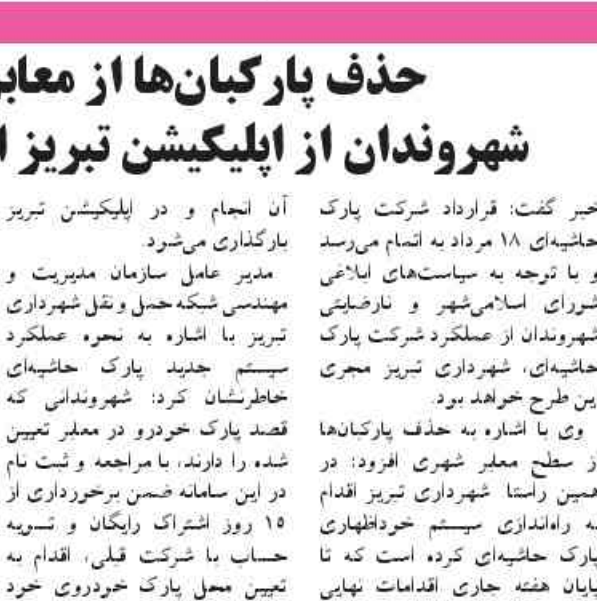 حذف پارکبان‌ها از معابر
شهروندان از اپلیکیشن تبریز
خبر گفت: قرارداد شرکت پارک
حاشیه‌ای ۱۸ مرداد به اتمام می‌رسد
و با توجه به سیاست‌های ابلاغی
شورای اسلامی‌شهر و نارضایتی
شهروندان از عملکرد شرکت پارک
حاشیه‌ای، شهرداری تبریز مجری
این طرح خواهد بود.
وی با اشاره به حذف پارکبان‌ها
از سطح معابر شهری افزود: در
همین راستا شهرداری تبریز اقدام
به راه‌اندازی سیستم خوداظهاری
پارک حاشیه‌ای کرده است که تا
پایان هفته جاری اقدامات نهایی
آن انجام و در اپلیکیشن تبریز
بارگذاری می‌شود.
مدیر عامل سازمان مدیریت و
مهندسی شبکه حمل و نقل شهرداری
تبریز با اشاره به نحوه عملکرد
سیستم جدید پارک حاشیه‌ای
خاطرنشان کرد: شهروندانی که
قصد پارک خودرو در معابر تعیین
شده را دارند، با مراجعه و ثبت نام
در این سامانه ضمن برخورداری از
۱۵ روز اشتراک رایگان و تسویه
حساب با شرکت قبلی، اقدام به
تعیین محل پارک خودروی خود